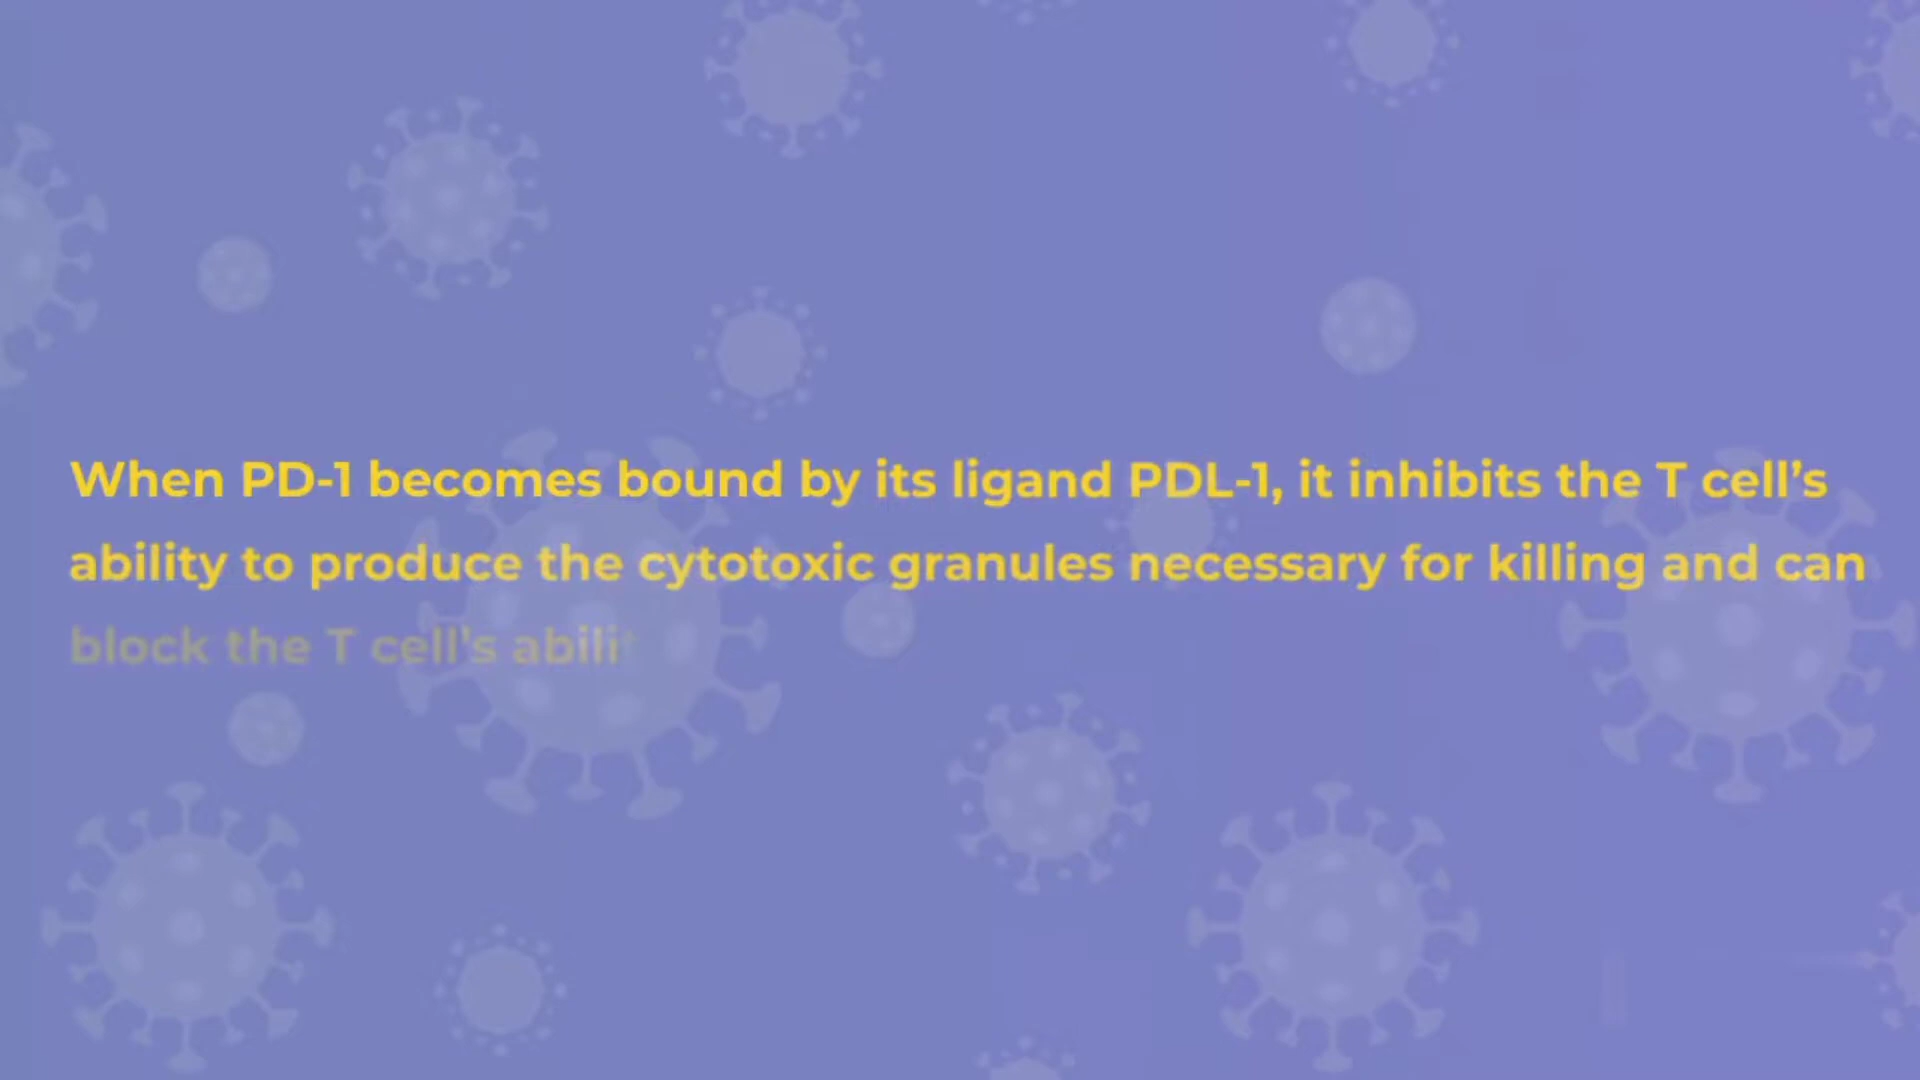 When PD-1 becomes bound by its ligand PDL-1, it inhibits the T cell’s
ability to produce the cytotoxic granules necessary for killing and can
block the T cell’s abilit